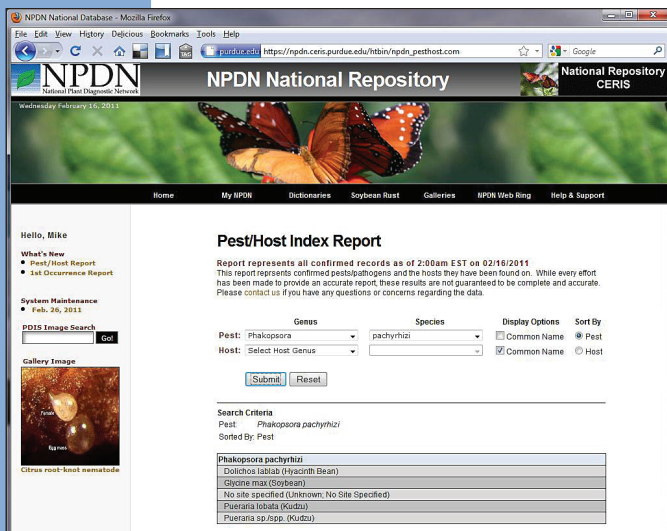 NPDN National Database - Mozilla Firefox
File Edit View History Delicious Bookmarks Tools Help
TAG purdue.edu https://npdn.ceris.purdue.edu/htbin/npdn_pesthost.com Google
NPDN
National Plant Diagnostic Network
NPDN National Repository
National Repository
CERIS
Wednesday February 16, 2011
Home My NPDN Dictionaries Soybean Rust Galleries NPDN Web Ring Help & Support
Hello, Mike
What's New
Pest/Host Report
1st Occurrence Report
System Maintenance
Feb. 26, 2011
PDIS Image Search
Go!
Gallery Image
Female
Egg mass
Citrus root-knot nematode
Pest/Host Index Report
Report represents all confirmed records as of 2:00am EST on 02/16/2011
This report reprsents confirmed pests/pathogens and the hosts they have been found on. While every effort
has been made to provide an accurate report, these results are not guaranteed to be complete and accurate.
Please contact us if you have any questions or concerns regarding the data.
Genus Species Display Options Sort By
Pest: Phakopsora pachyrhizi Common Name Pest
Host: Select Host Genus Common Name Host
Submit Reset
Search Criteria
Pest: Phakopsora pachyrhizi
Sorted By: Pest
Phakopsora pachyrhizi
Dolichos lablab (Hyacinth Bean)
Glycine max (Soybean)
No site specified (Unknown; No Site Specified)
Pueraria lobata (Kudzu)
Pueraria sp./spp. (Kudzu)